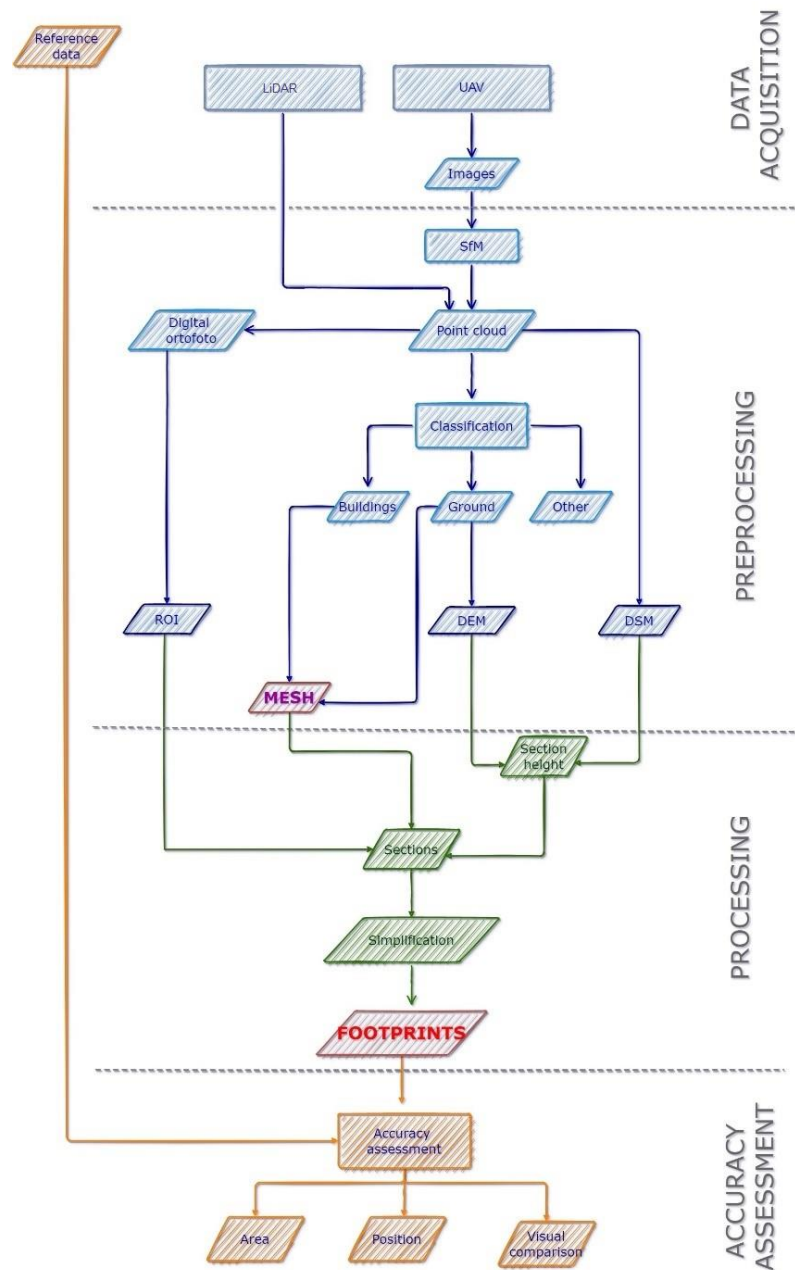 Reference
data
LiDAR
UAV
DATA
ACQUISITION
Images
SfM
Digital
ortofoto
Point cloud
Classification
PREPROCESSING
Buildings
Ground
Other
ROI
DEM
DSM
MESH
Section
height
Sections
PROCESSING
Simplification
FOOTPRINTS
Accuracy
assessment
ACCURACY
ASSESSMENT
Area
Position
Visual
comparison